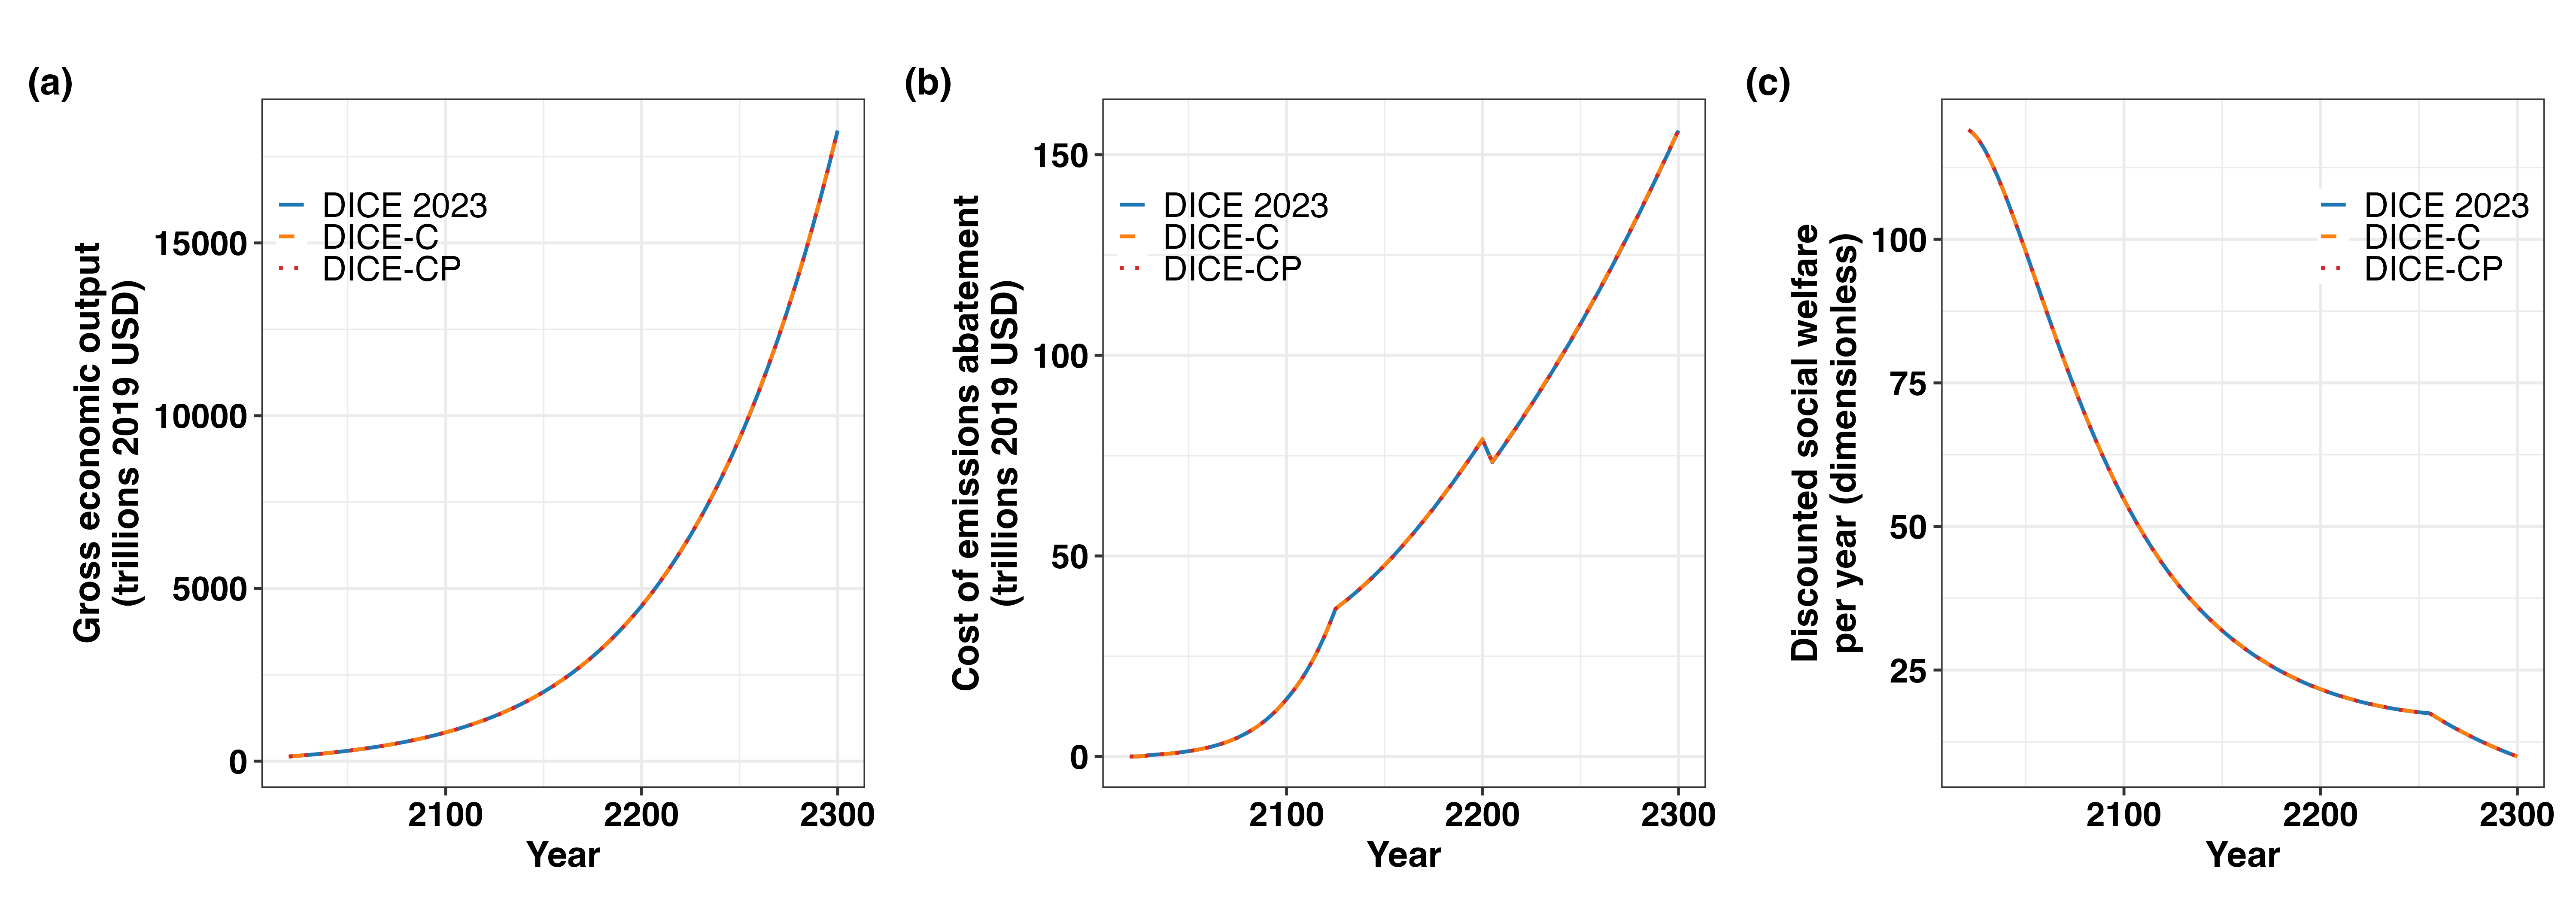 (a)
Gross economic output
(trillions 2019 USD)
15000
10000
5000
0
DICE 2023
DICE-C
DICE-CP
2100
2200
2300
Year
(b)
Cost of emissions abatement
(trillions 2019 USD)
150
100
50
0
DICE 2023
DICE-C
DICE-CP
2100
2200
2300
Year
(c)
Discounted social welfare
per year (dimensionless)
100
75
50
25
DICE 2023
DICE-C
DICE-CP
2100
2200
2300
Year